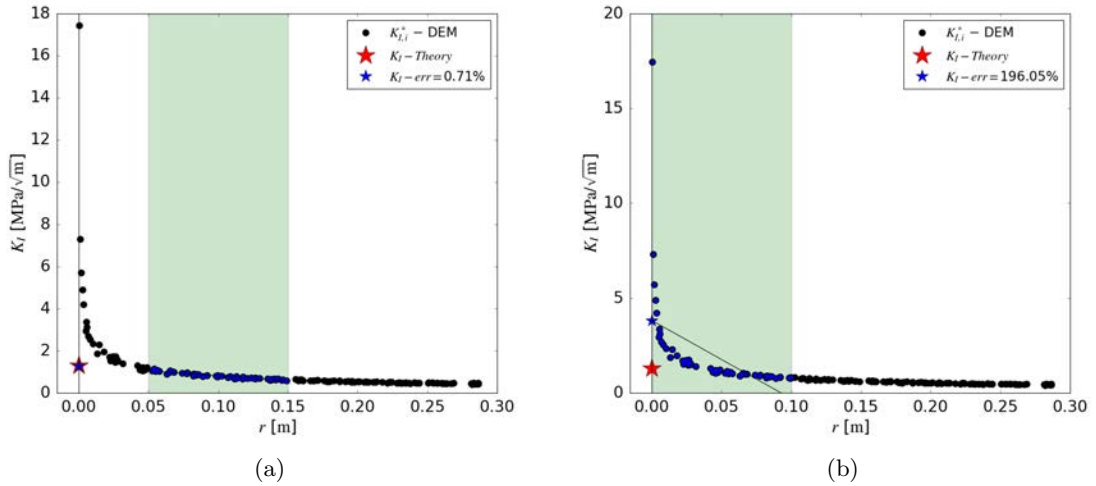 18
16
14
12
10
8
6
4
2
0
K_I [MPa/√m]
0.00 0.05 0.10 0.15 0.20 0.25 0.30
r [m]
K*_{I,i} − DEM
K_I − Theory
K_I − err = 0.71%
(a)
20
15
10
5
0
K_I [MPa/√m]
0.00 0.05 0.10 0.15 0.20 0.25 0.30
r [m]
K*_{I,i} − DEM
K_I − Theory
K_I − err = 196.05%
(b)